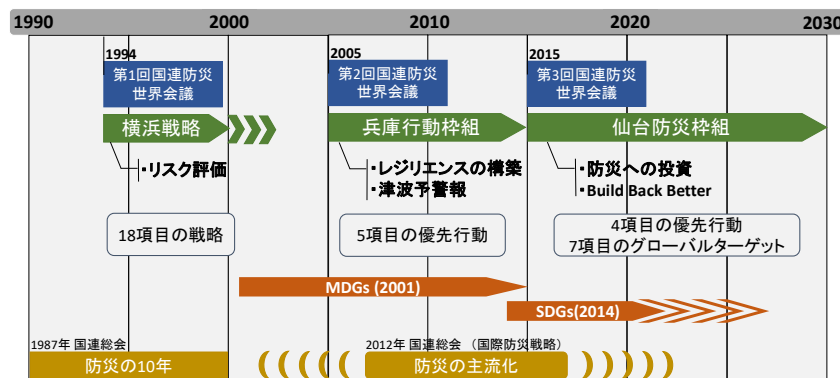 1990
2000
2010
2020
2030
1994
2005
2015
第1回国連防災
世界会議
第2回国連防災
世界会議
第3回国連防災
世界会議
横浜戦略
兵庫行動枠組
仙台防災枠組
・リスク評価
・レジリエンスの構築
・津波予警報
・防災への投資
・Build Back Better
18項目の戦略
5項目の優先行動
4項目の優先行動
7項目のグローバルターゲット
MDGs (2001)
SDGs(2014)
1987年 国連総会
2012年 国連総会 （国際防災戦略）
防災の10年
防災の主流化